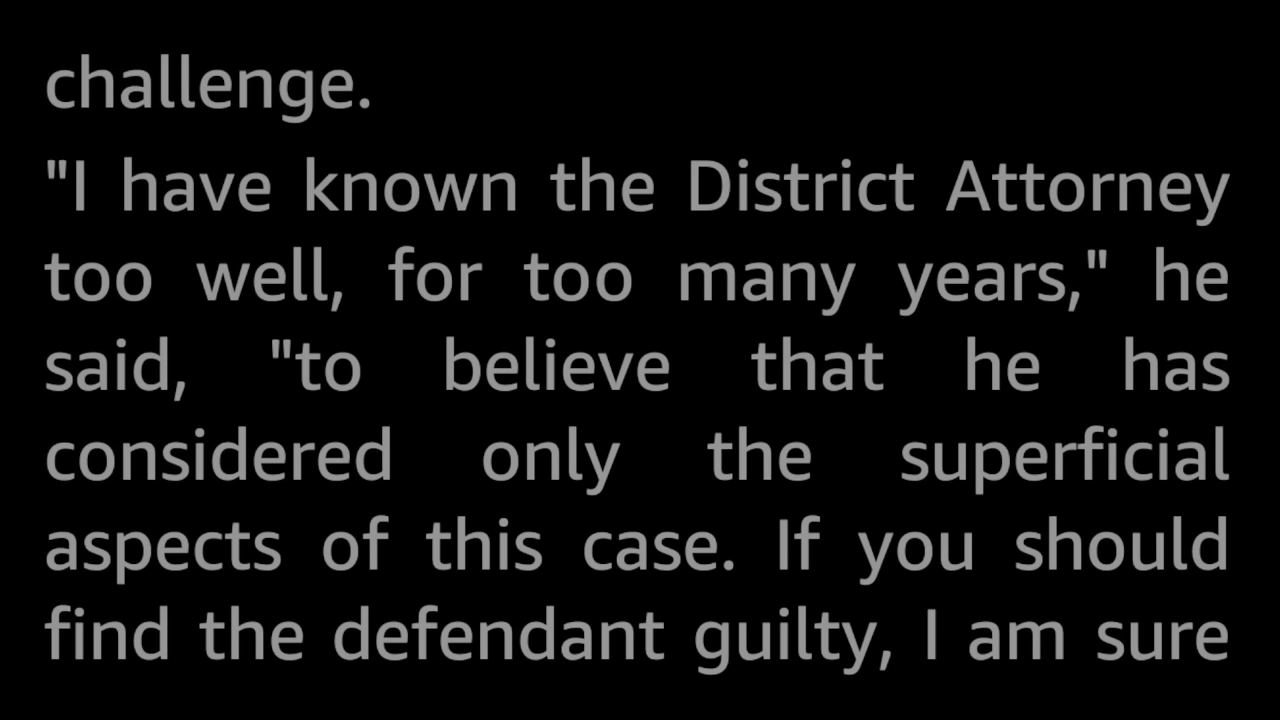 challenge.
"I have known the District Attorney
too well, for too many years," he
said, "to believe that he has
considered only the superficial
aspects of this case. If you should
find the defendant guilty, I am sure